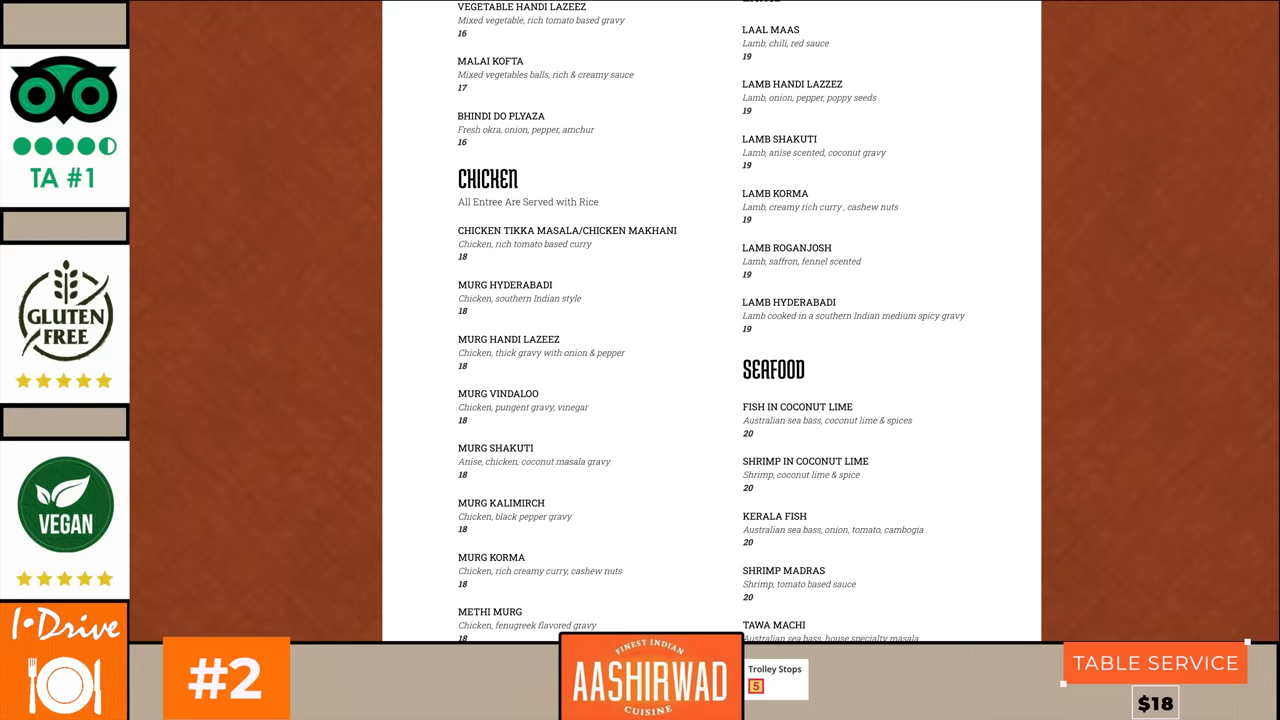 VEGETABLE HANDI LAZEEZ
Mixed vegetable, rich tomato based gravy
16
MALAI KOFTA
Mixed vegetables balls, rich & creamy sauce
17
BHINDI DO PLYAZA
Fresh okra, onion, pepper, amchur
16
CHICKEN
All Entree Are Served with Rice
CHICKEN TIKKA MASALA/CHICKEN MAKHANI
Chicken, rich tomato based curry
18
MURG HYDERABADI
Chicken, southern Indian style
18
MURG HANDI LAZEEZ
Chicken, thick gravy with onion & pepper
18
MURG VINDALOO
Chicken, pungent gravy, vinegar
18
MURG SHAKUTI
Anise, chicken, coconut masala gravy
18
MURG KALIMIRCH
Chicken, black pepper gravy
18
MURG KORMA
Chicken, rich creamy curry, cashew nuts
18
METHI MURG
Chicken, fenugreek flavored gravy
18
LAAL MAAS
Lamb, chili, red sauce
19
LAMB HANDI LAZZEZ
Lamb, onion, pepper, poppy seeds
19
LAMB SHAKUTI
Lamb, anise scented, coconut gravy
19
LAMB KORMA
Lamb, creamy rich curry , cashew nuts
19
LAMB ROGANJOSH
Lamb, saffron, fennel scented
19
LAMB HYDERABADI
Lamb cooked in a southern Indian medium spicy gravy
19
SEAFOOD
FISH IN COCONUT LIME
Australian sea bass, coconut lime & spices
20
SHRIMP IN COCONUT LIME
Shrimp, coconut lime & spice
20
KERALA FISH
Australian sea bass, onion, tomato, cambogia
20
SHRIMP MADRAS
Shrimp, tomato based sauce
20
TAWA MACHI
Australian sea bass, house specialty masala
TA #1
GLUTEN
FREE
VEGAN
I•Drive
#2
FINEST INDIAN
AASHIRWAD
CUISINE
Trolley Stops
5
TABLE SERVICE
$18